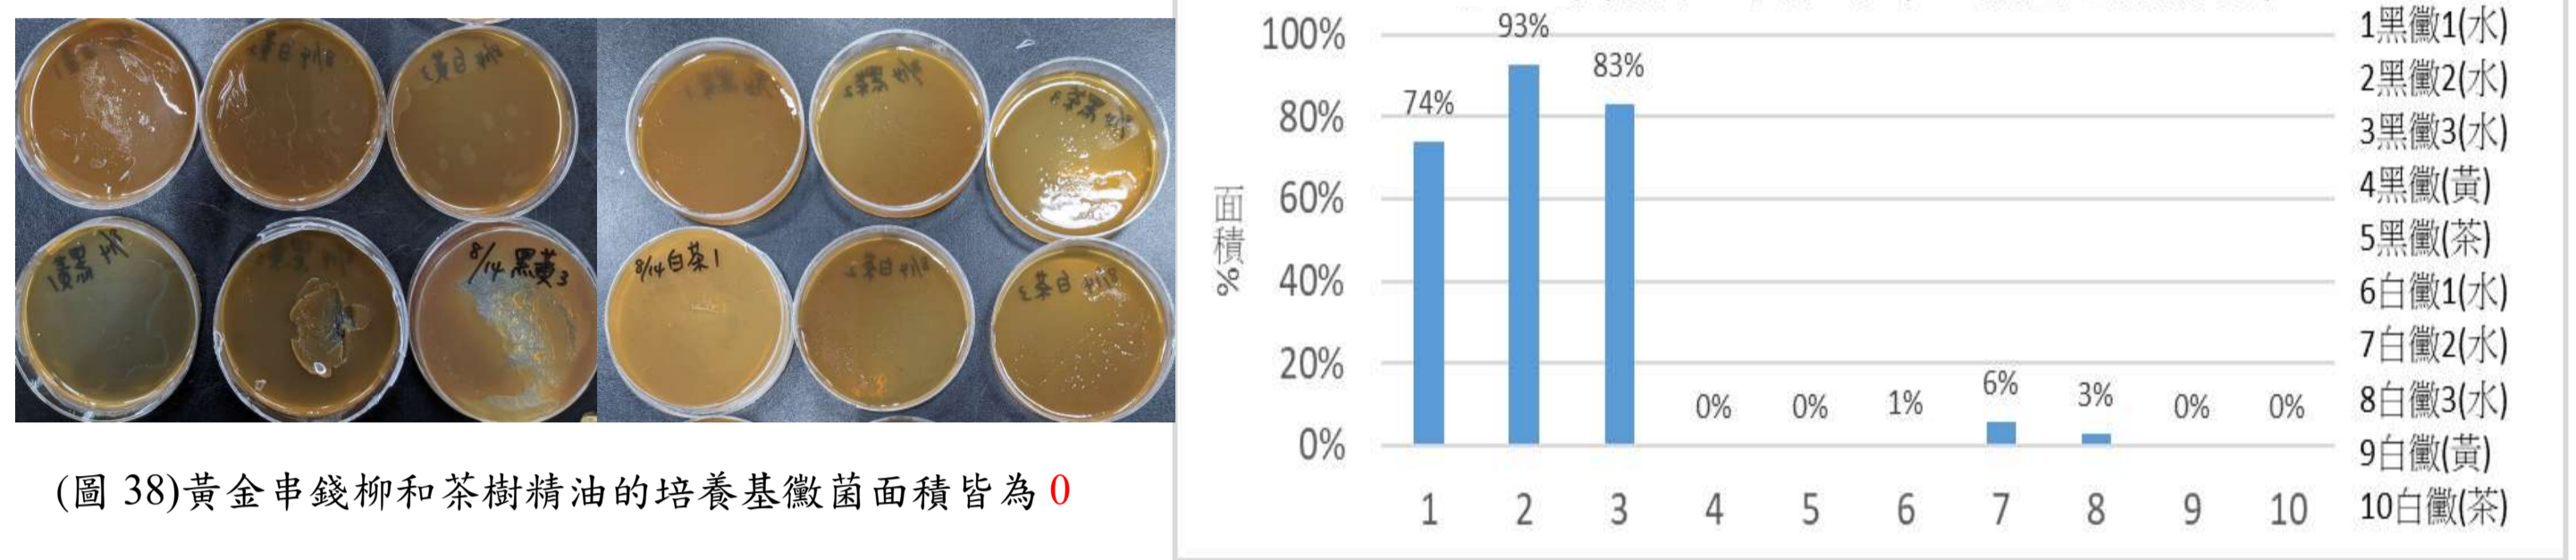 8/14 白茶1
8/14 黑黃3
(圖 38)黃金串錢柳和茶樹精油的培養基黴菌面積皆為 0
面積%
100%
80%
60%
40%
20%
0%
74%
93%
83%
0%
0%
1%
6%
3%
0%
0%
1 2 3 4 5 6 7 8 9 10
1黑黴1(水)
2黑黴2(水)
3黑黴3(水)
4黑黴(黃)
5黑黴(茶)
6白黴1(水)
7白黴2(水)
8白黴3(水)
9白黴(黃)
10白黴(茶)